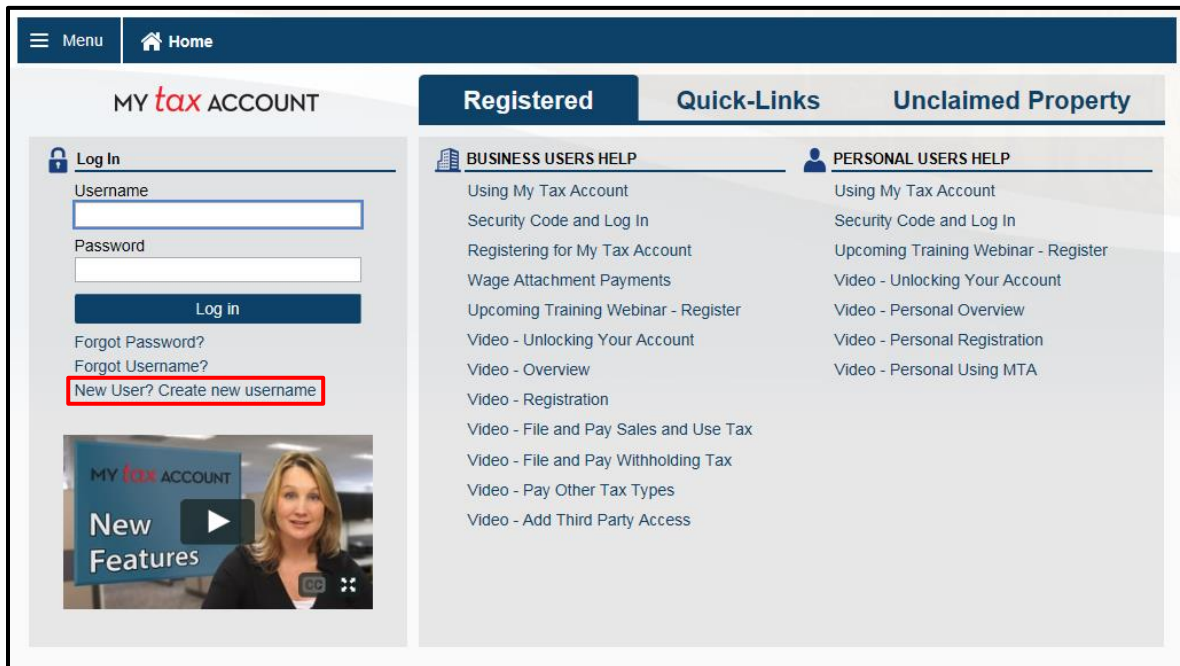 Menu
Home
MY tax ACCOUNT
Registered
Quick-Links
Unclaimed Property
Log In
Username
Password
Log in
Forgot Password?
Forgot Username?
New User? Create new username
MY tax ACCOUNT
New
Features
CC
BUSINESS USERS HELP
Using My Tax Account
Security Code and Log In
Registering for My Tax Account
Wage Attachment Payments
Upcoming Training Webinar - Register
Video - Unlocking Your Account
Video - Overview
Video - Registration
Video - File and Pay Sales and Use Tax
Video - File and Pay Withholding Tax
Video - Pay Other Tax Types
Video - Add Third Party Access
PERSONAL USERS HELP
Using My Tax Account
Security Code and Log In
Upcoming Training Webinar - Register
Video - Unlocking Your Account
Video - Personal Overview
Video - Personal Registration
Video - Personal Using MTA